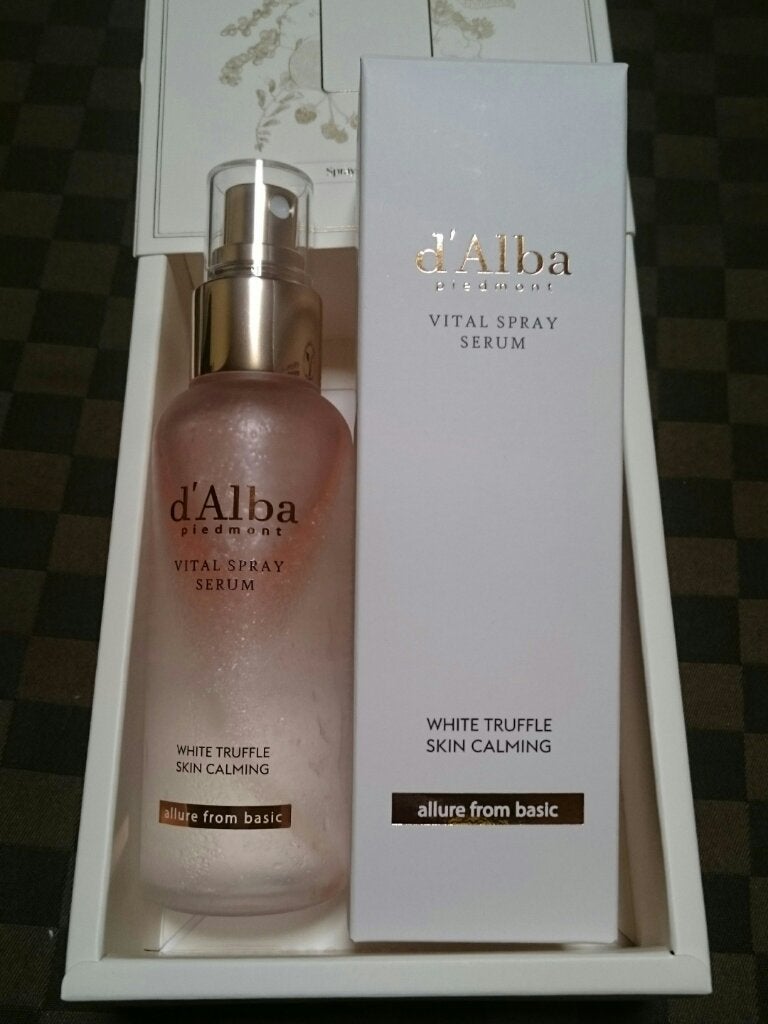 Spray
d'Alba
piedmont
VITAL SPRAY
SERUM
WHITE TRUFFLE
SKIN CALMING
allure from basic
d'Alba
piedmont
VITAL SPRAY
SERUM
WHITE TRUFFLE
SKIN CALMING
allure from basic